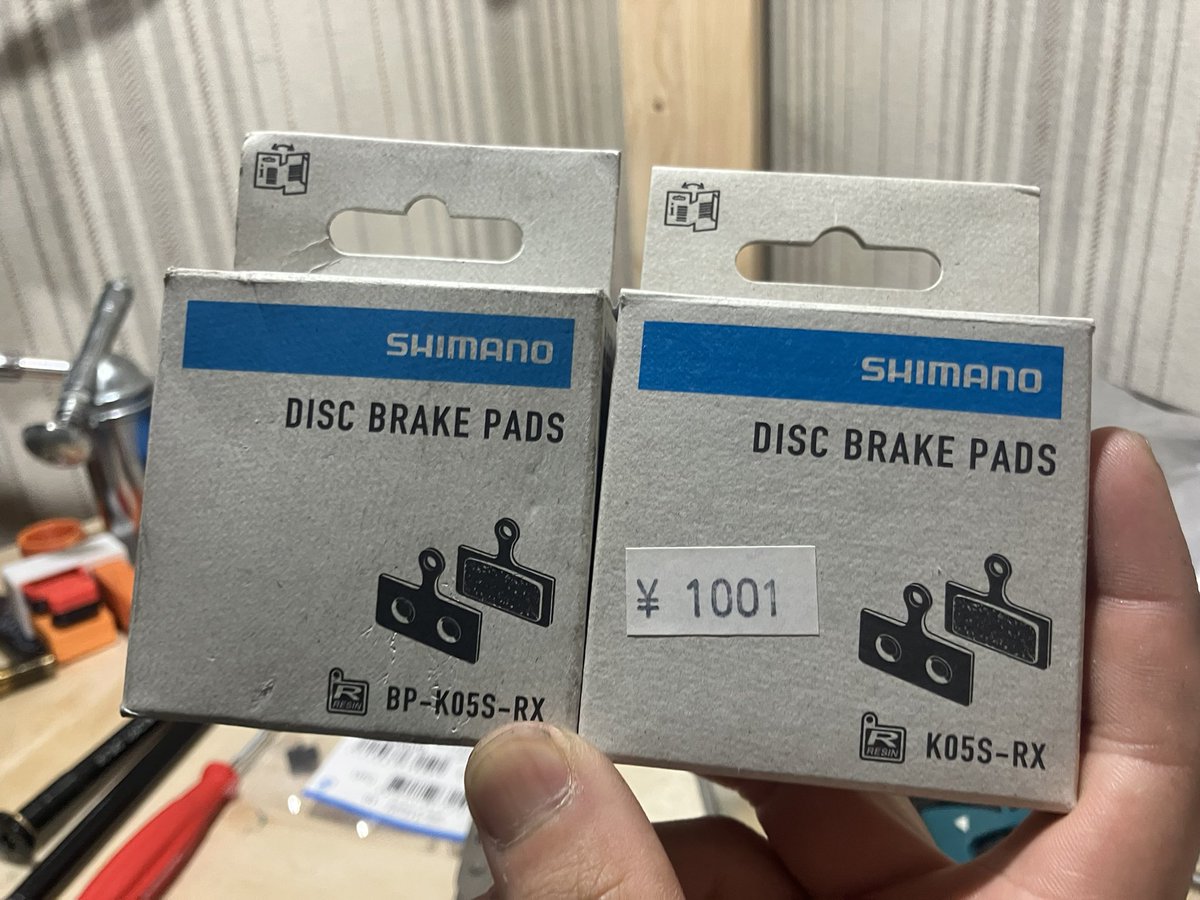 SHIMANO
DISC BRAKE PADS
R
RESIN
BP-K05S-RX
SHIMANO
DISC BRAKE PADS
¥ 1001
R
RESIN
K05S-RX